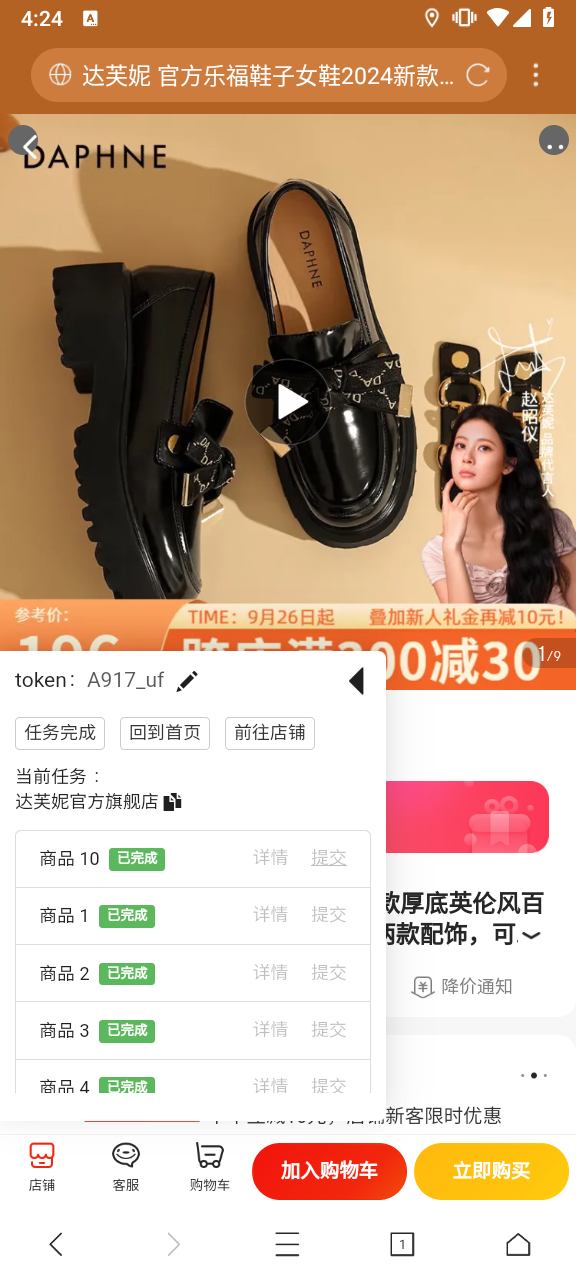 4:24
达芙妮 官方乐福鞋子女鞋2024新款...
DAPHNE
DAPHNE
赵昭仪
达芙妮品牌代言人
参考价:
TIME: 9月26日起 叠加新人礼金再减10元!
00减30
1/9
token: A917_uf
任务完成 回到首页 前往店铺
当前任务：
达芙妮官方旗舰店
商品 10 已完成 详情 提交
商品 1 已完成 详情 提交
商品 2 已完成 详情 提交
商品 3 已完成 详情 提交
商品 4 已完成 详情 提交
款厚底英伦风百
两款配饰，可
降价通知
店铺新客限时优惠
店铺 客服 购物车 加入购物车 立即购买
1